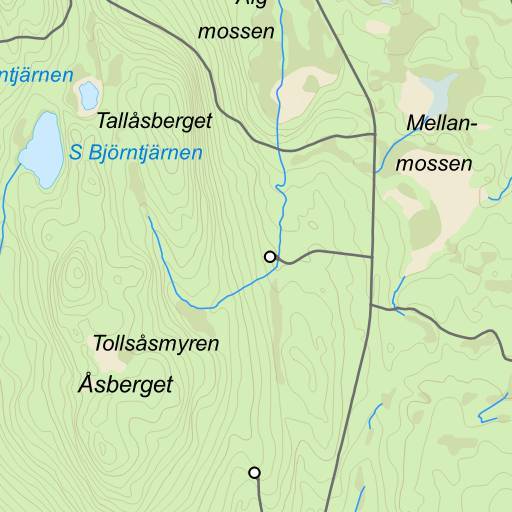 mossen
Tallåsberget
S Björntjärnen
Mellan-
mossen
Tollsåsmyren
Åsberget